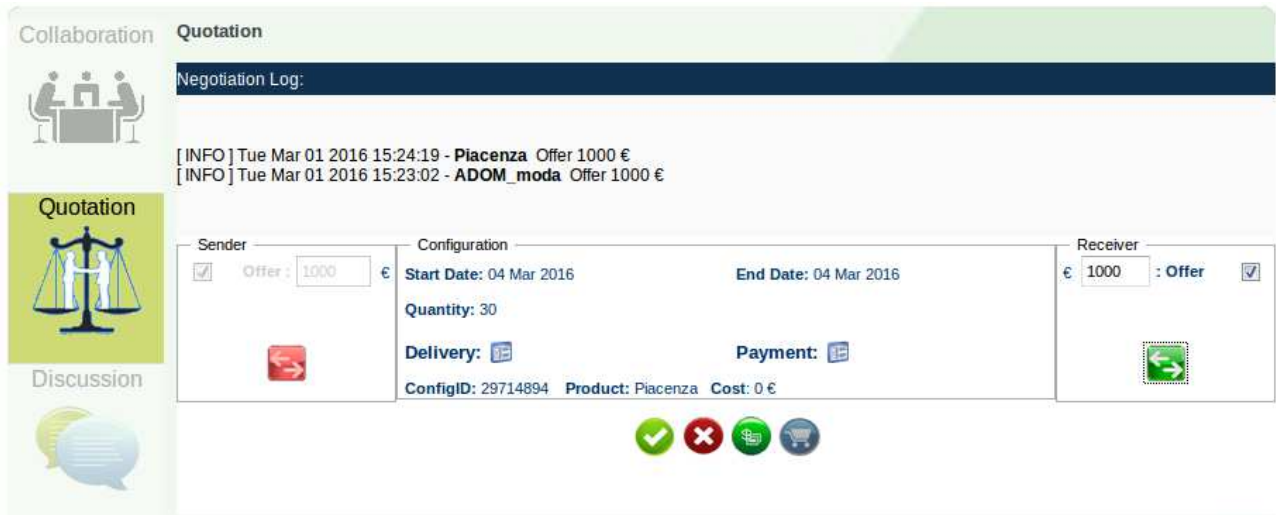 Collaboration
Quotation
Negotiation Log:
[ INFO ] Tue Mar 01 2016 15:24:19 - Piacenza Offer 1000 €
[ INFO ] Tue Mar 01 2016 15:23:02 - ADOM_moda Offer 1000 €
Quotation
Discussion
Sender
Offer : 1000 €
Configuration
Start Date: 04 Mar 2016 End Date: 04 Mar 2016
Quantity: 30
Delivery: Payment:
ConfigID: 29714894 Product: Piacenza Cost: 0 €
Receiver
€ 1000 : Offer